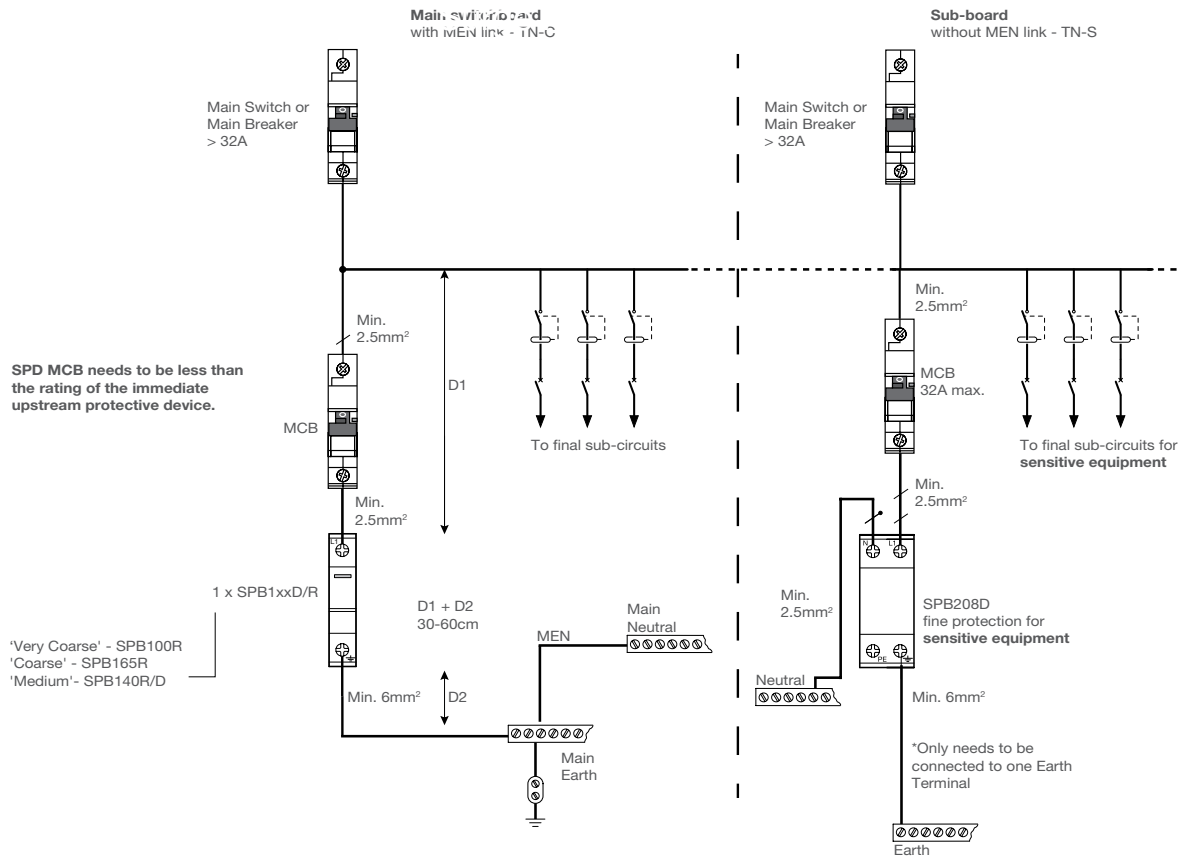 Main switchboard
with MEN link - TN-C
Main Switch or
Main Breaker
> 32A
Min.
2.5mm²
SPD MCB needs to be less than
the rating of the immediate
upstream protective device.
MCB
D1
To final sub-circuits
Min.
2.5mm²
L1
1 x SPB1xxD/R
'Very Coarse' - SPB100R
'Coarse' - SPB165R
'Medium'- SPB140R/D
D1 + D2
30-60cm
Min. 6mm²
D2
MEN
Main
Neutral
Main
Earth
Sub-board
without MEN link - TN-S
Main Switch or
Main Breaker
> 32A
Min.
2.5mm²
MCB
32A max.
To final sub-circuits for
sensitive equipment
Min.
2.5mm²
N
L1
Min.
2.5mm²
SPB208D
fine protection for
sensitive equipment
PE
Neutral
Min. 6mm²
*Only needs to be
connected to one Earth
Terminal
Earth